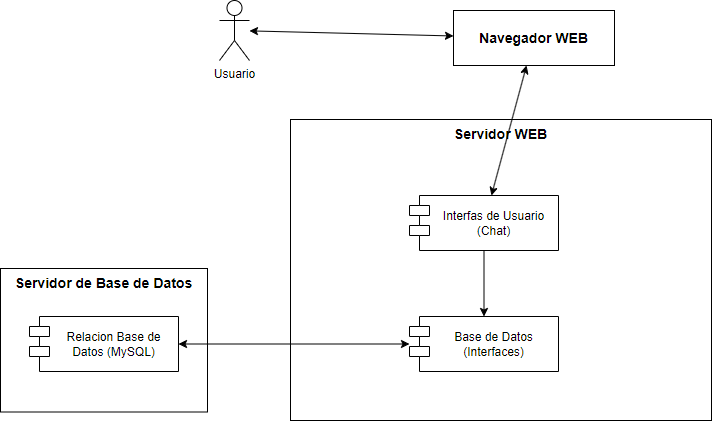 Usuario
Navegador WEB
Servidor WEB
Interfas de Usuario
(Chat)
Servidor de Base de Datos
Relacion Base de
Datos (MySQL)
Base de Datos
(Interfaces)